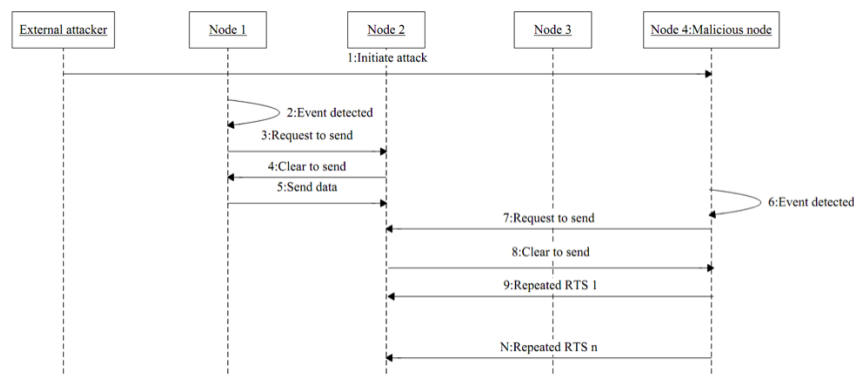 External attacker
Node 1
Node 2
Node 3
Node 4:Malicious node
1:Initiate attack
2:Event detected
3:Request to send
4:Clear to send
5:Send data
6:Event detected
7:Request to send
8:Clear to send
9:Repeated RTS 1
N:Repeated RTS n